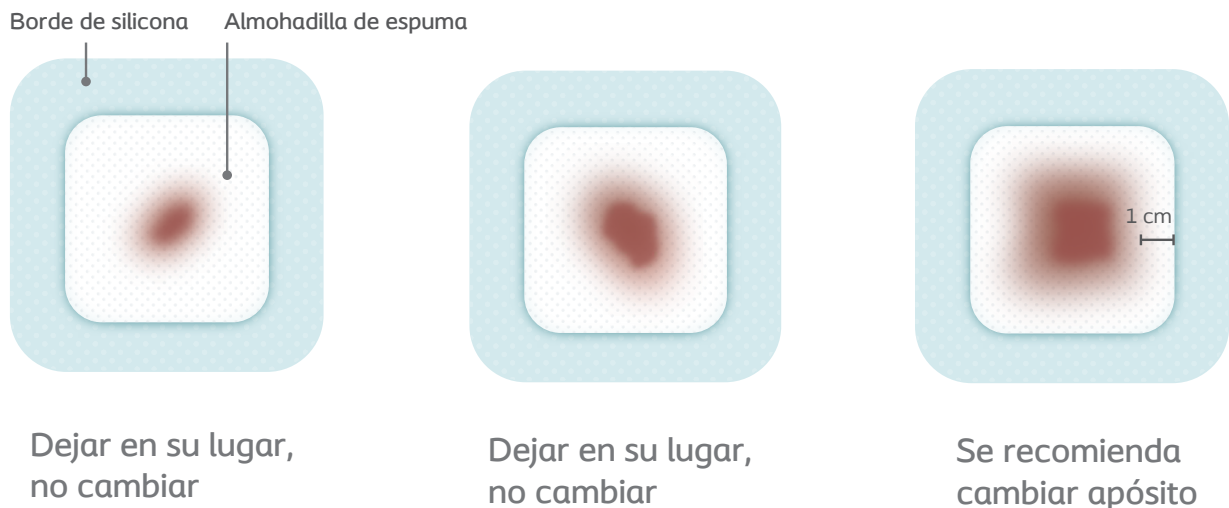 Borde de silicona
Almohadilla de espuma
1 cm
Dejar en su lugar,
no cambiar
Dejar en su lugar,
no cambiar
Se recomienda
cambiar apósito